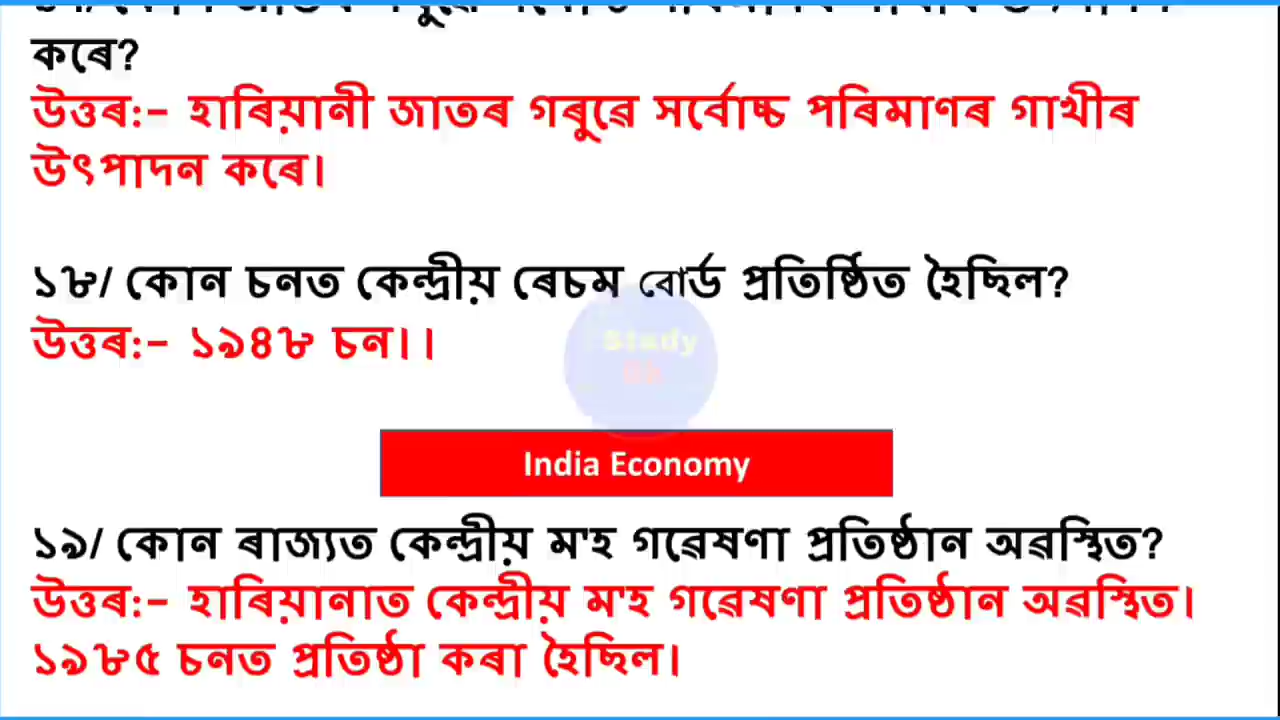 কৰে?
উত্তৰ:- হাৰিয়ানী জাতৰ গৰুৱে সৰ্বোচ্চ পৰিমাণৰ গাখীৰ
উৎপাদন কৰে।
১৮/ কোন চনত কেন্দ্ৰীয় ৰেচম বোৰ্ড প্ৰতিষ্ঠিত হৈছিল?
উত্তৰ:- ১৯৪৮ চন।।
Study
India Economy
১৯/ কোন ৰাজ্যত কেন্দ্ৰীয় ম'হ গৱেষণা প্ৰতিষ্ঠান অৱস্থিত?
উত্তৰ:- হাৰিয়ানাত কেন্দ্ৰীয় ম'হ গৱেষণা প্ৰতিষ্ঠান অৱস্থিত।
১৯৮৫ চনত প্ৰতিষ্ঠা কৰা হৈছিল।